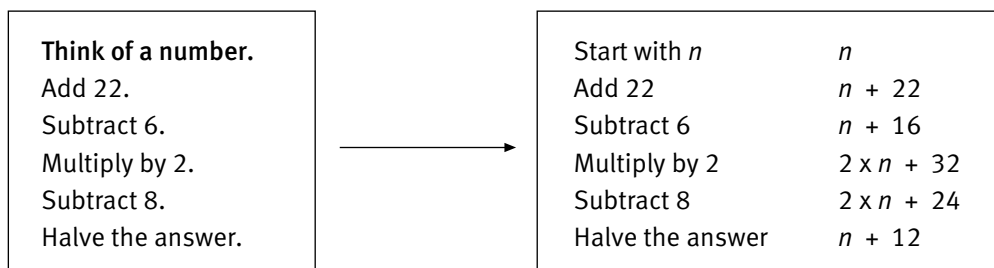 Think of a number.
Add 22.
Subtract 6.
Multiply by 2.
Subtract 8.
Halve the answer.
Start with n n
Add 22 n + 22
Subtract 6 n + 16
Multiply by 2 2 x n + 32
Subtract 8 2 x n + 24
Halve the answer n + 12